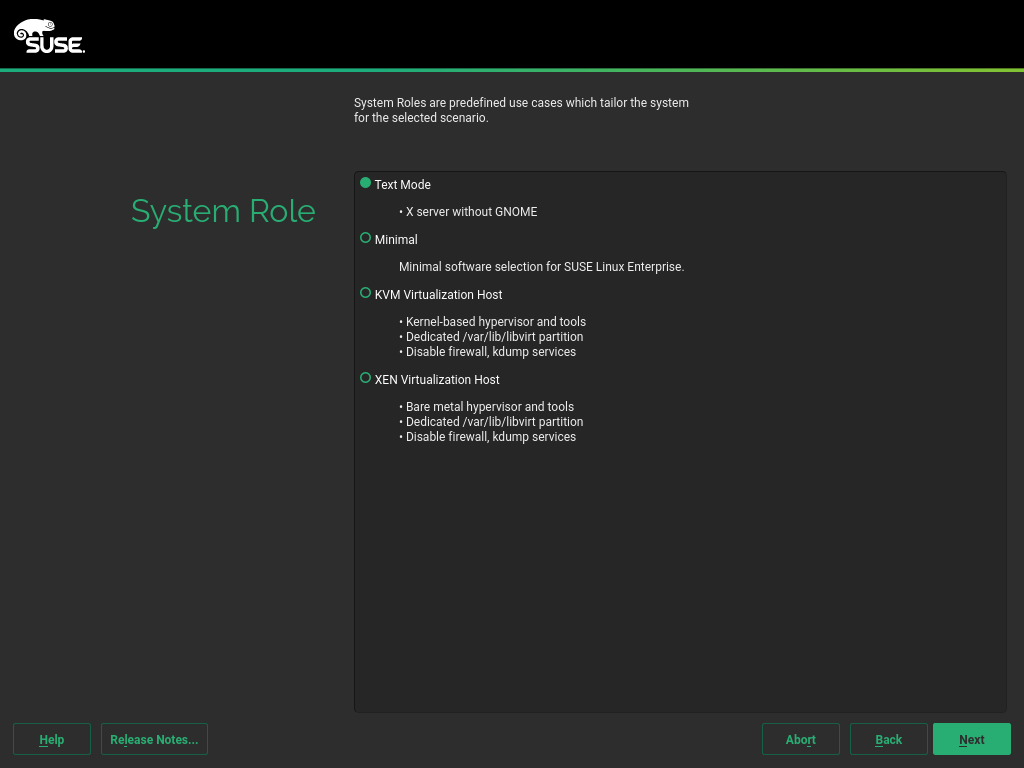 SUSE.
System Roles are predefined use cases which tailor the system
for the selected scenario.
System Role
Text Mode
• X server without GNOME
Minimal
Minimal software selection for SUSE Linux Enterprise.
KVM Virtualization Host
• Kernel-based hypervisor and tools
• Dedicated /var/lib/libvirt partition
• Disable firewall, kdump services
XEN Virtualization Host
• Bare metal hypervisor and tools
• Dedicated /var/lib/libvirt partition
• Disable firewall, kdump services
Help
Release Notes...
Abort
Back
Next